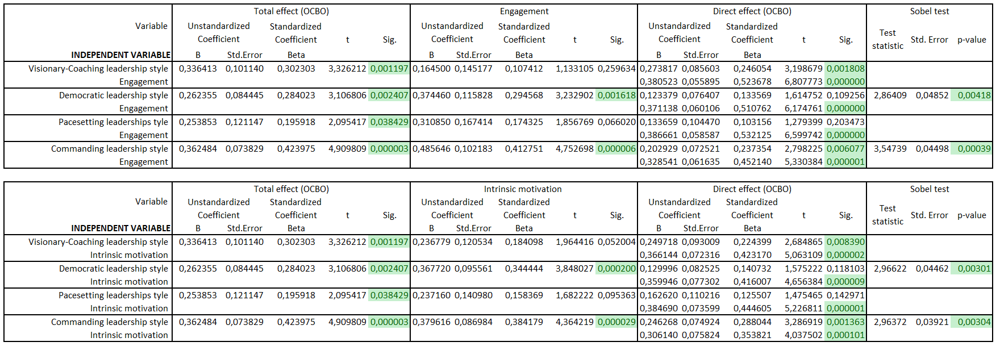 Total effect (OCBO) Engagement Direct effect (OCBO) Sobel test
Variable Unstandardized Standardized Unstandardized Standardized Unstandardized Standardized
Coefficient Coefficient t Sig. Coefficient Coefficient t Sig. Coefficient Coefficient t Sig. Test statistic Std. Error p-value
INDEPENDENT VARIABLE B Std.Error Beta B Std.Error Beta B Std.Error Beta
Visionary-Coaching leadership style 0,336413 0,101140 0,302303 3,326212 0,001197 0,164500 0,145177 0,107412 1,133105 0,259634 0,273817 0,085603 0,246054 3,198679 0,001808
Engagement 0,380523 0,055895 0,523678 6,807773 0,000000
Democratic leadership style 0,262355 0,084445 0,284023 3,106806 0,002407 0,374460 0,115828 0,294568 3,232902 0,001618 0,123379 0,076407 0,133569 1,614752 0,109256 2,86409 0,04852 0,00418
Engagement 0,371138 0,060106 0,510762 6,174761 0,000000
Pacesetting leaderships tyle 0,253853 0,121147 0,195918 2,095417 0,038429 0,310850 0,167414 0,174325 1,856769 0,066020 0,133659 0,104470 0,103156 1,279399 0,203473
Engagement 0,386661 0,058587 0,532125 6,599742 0,000000
Commanding leadership style 0,362484 0,073829 0,423975 4,909809 0,000003 0,485646 0,102183 0,412751 4,752698 0,000006 0,202929 0,072521 0,237354 2,798225 0,006077 3,54739 0,04498 0,00039
Engagement 0,328541 0,061635 0,452140 5,330384 0,000001
Total effect (OCBO) Intrinsic motivation Direct effect (OCBO) Sobel test
Variable Unstandardized Standardized Unstandardized Standardized Unstandardized Standardized
Coefficient Coefficient t Sig. Coefficient Coefficient t Sig. Coefficient Coefficient t Sig. Test statistic Std. Error p-value
INDEPENDENT VARIABLE B Std.Error Beta B Std.Error Beta B Std.Error Beta
Visionary-Coaching leadership style 0,336413 0,101140 0,302303 3,326212 0,001197 0,236779 0,120534 0,184098 1,964416 0,052004 0,249718 0,093009 0,224399 2,684865 0,008390
Intrinsic motivation 0,366144 0,072316 0,423170 5,063109 0,000002
Democratic leadership style 0,262355 0,084445 0,284023 3,106806 0,002407 0,367720 0,095561 0,344444 3,848027 0,000200 0,129996 0,082525 0,140732 1,575222 0,118103 2,96622 0,04462 0,00301
Intrinsic motivation 0,359946 0,077302 0,416007 4,656384 0,000009
Pacesetting leaderships tyle 0,253853 0,121147 0,195918 2,095417 0,038429 0,237160 0,140980 0,158369 1,682222 0,095363 0,162620 0,110216 0,125507 1,475465 0,142971
Intrinsic motivation 0,384690 0,073599 0,444605 5,226811 0,000001
Commanding leadership style 0,362484 0,073829 0,423975 4,909809 0,000003 0,379616 0,086984 0,384179 4,364219 0,000029 0,246268 0,074924 0,288044 3,286919 0,001363 2,96372 0,03921 0,00304
Intrinsic motivation 0,306140 0,075824 0,353821 4,037502 0,000101